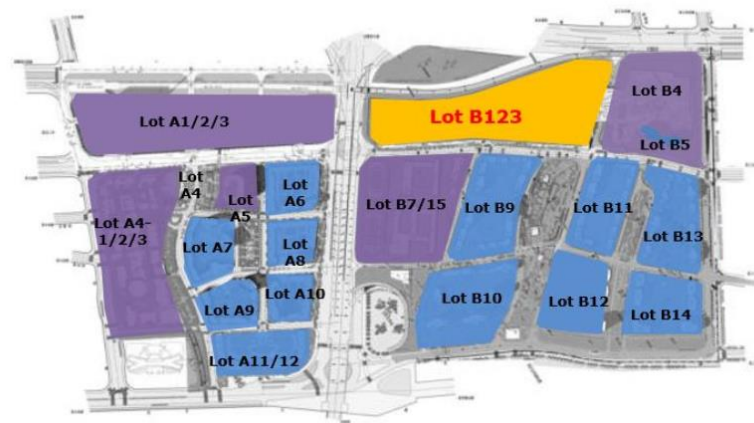 Lot A1/2/3
Lot B123
Lot B4
Lot B5
Lot A4-
1/2/3
Lot
A4
Lot
A5
Lot
A6
Lot A7
Lot
A8
Lot A9
Lot
A10
Lot A11/12
Lot B7/15
Lot B9
Lot B11
Lot B13
Lot B10
Lot B12
Lot B14